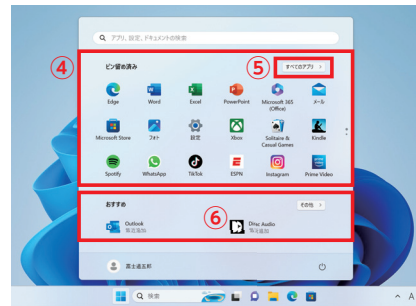 アプリ、設定、ドキュメントの検索
④ ピン留め済み ⑤ すべてのアプリ >
Edge Word Excel PowerPoint Microsoft 365 (Office) メール
Microsoft Store フォト 設定 Xbox Solitaire & Casual Games Kindle
Spotify WhatsApp TikTok ESPN Instagram Prime Video
おすすめ ⑥ その他 >
Outlook Disc Audio
最近追加 最近追加
富士通五郎
検索
A